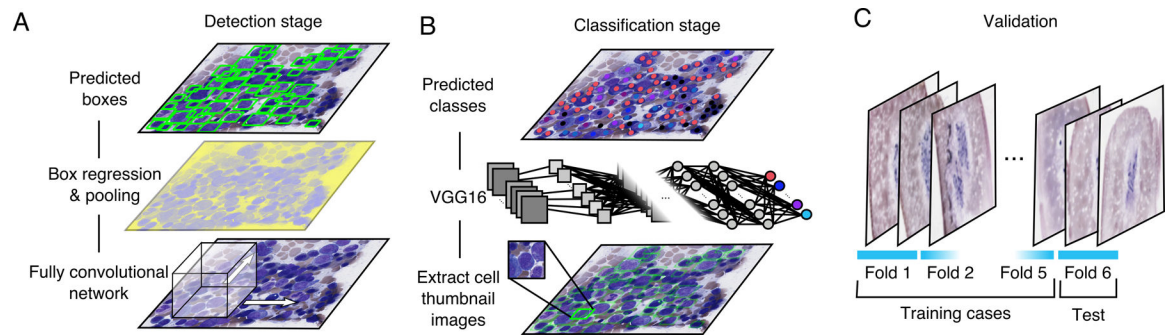 A
Detection stage
Predicted
boxes
Box regression
& pooling
Fully convolutional
network
B
Classification stage
Predicted
classes
VGG16
...
Extract cell
thumbnail
images
C
Validation
...
Fold 1
Fold 2
Fold 5
Fold 6
Training cases
Test